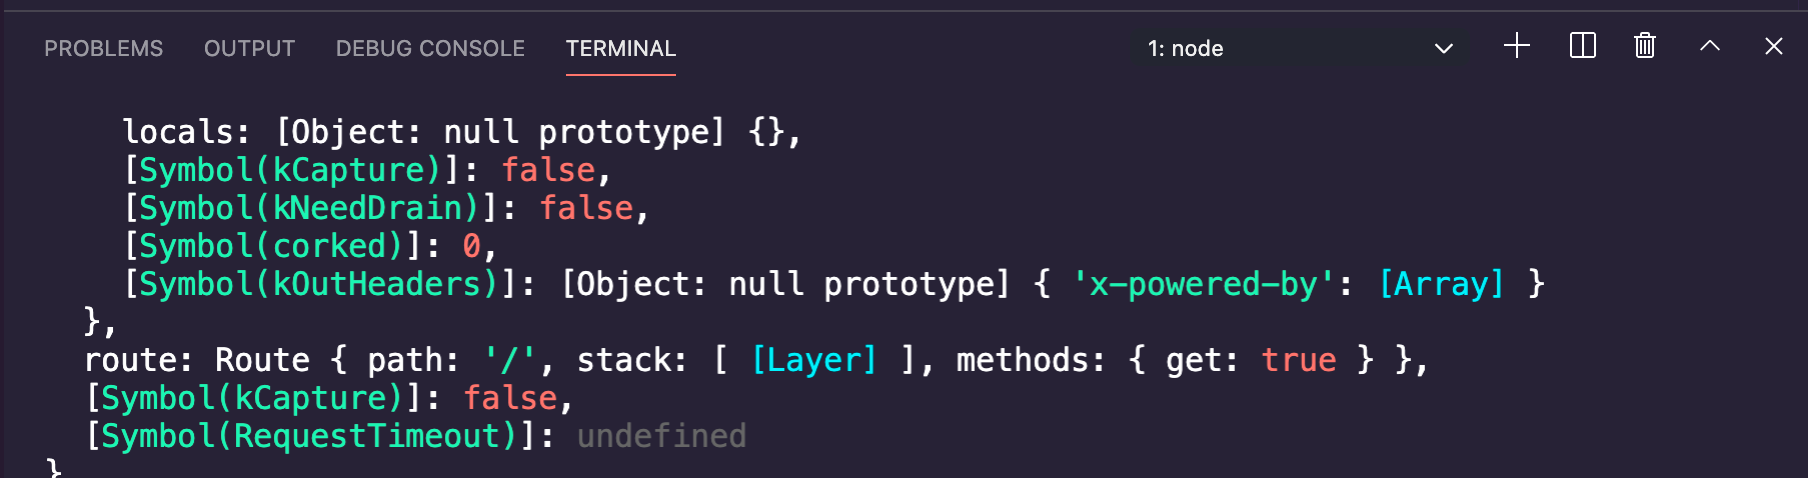 PROBLEMS OUTPUT DEBUG CONSOLE TERMINAL 1: node
locals: [Object: null prototype] {},
[Symbol(kCapture)]: false,
[Symbol(kNeedDrain)]: false,
[Symbol(corked)]: 0,
[Symbol(kOutHeaders)]: [Object: null prototype] { 'x-powered-by': [Array] }
},
route: Route { path: '/', stack: [ [Layer] ], methods: { get: true } },
[Symbol(kCapture)]: false,
[Symbol(RequestTimeout)]: undefined
}